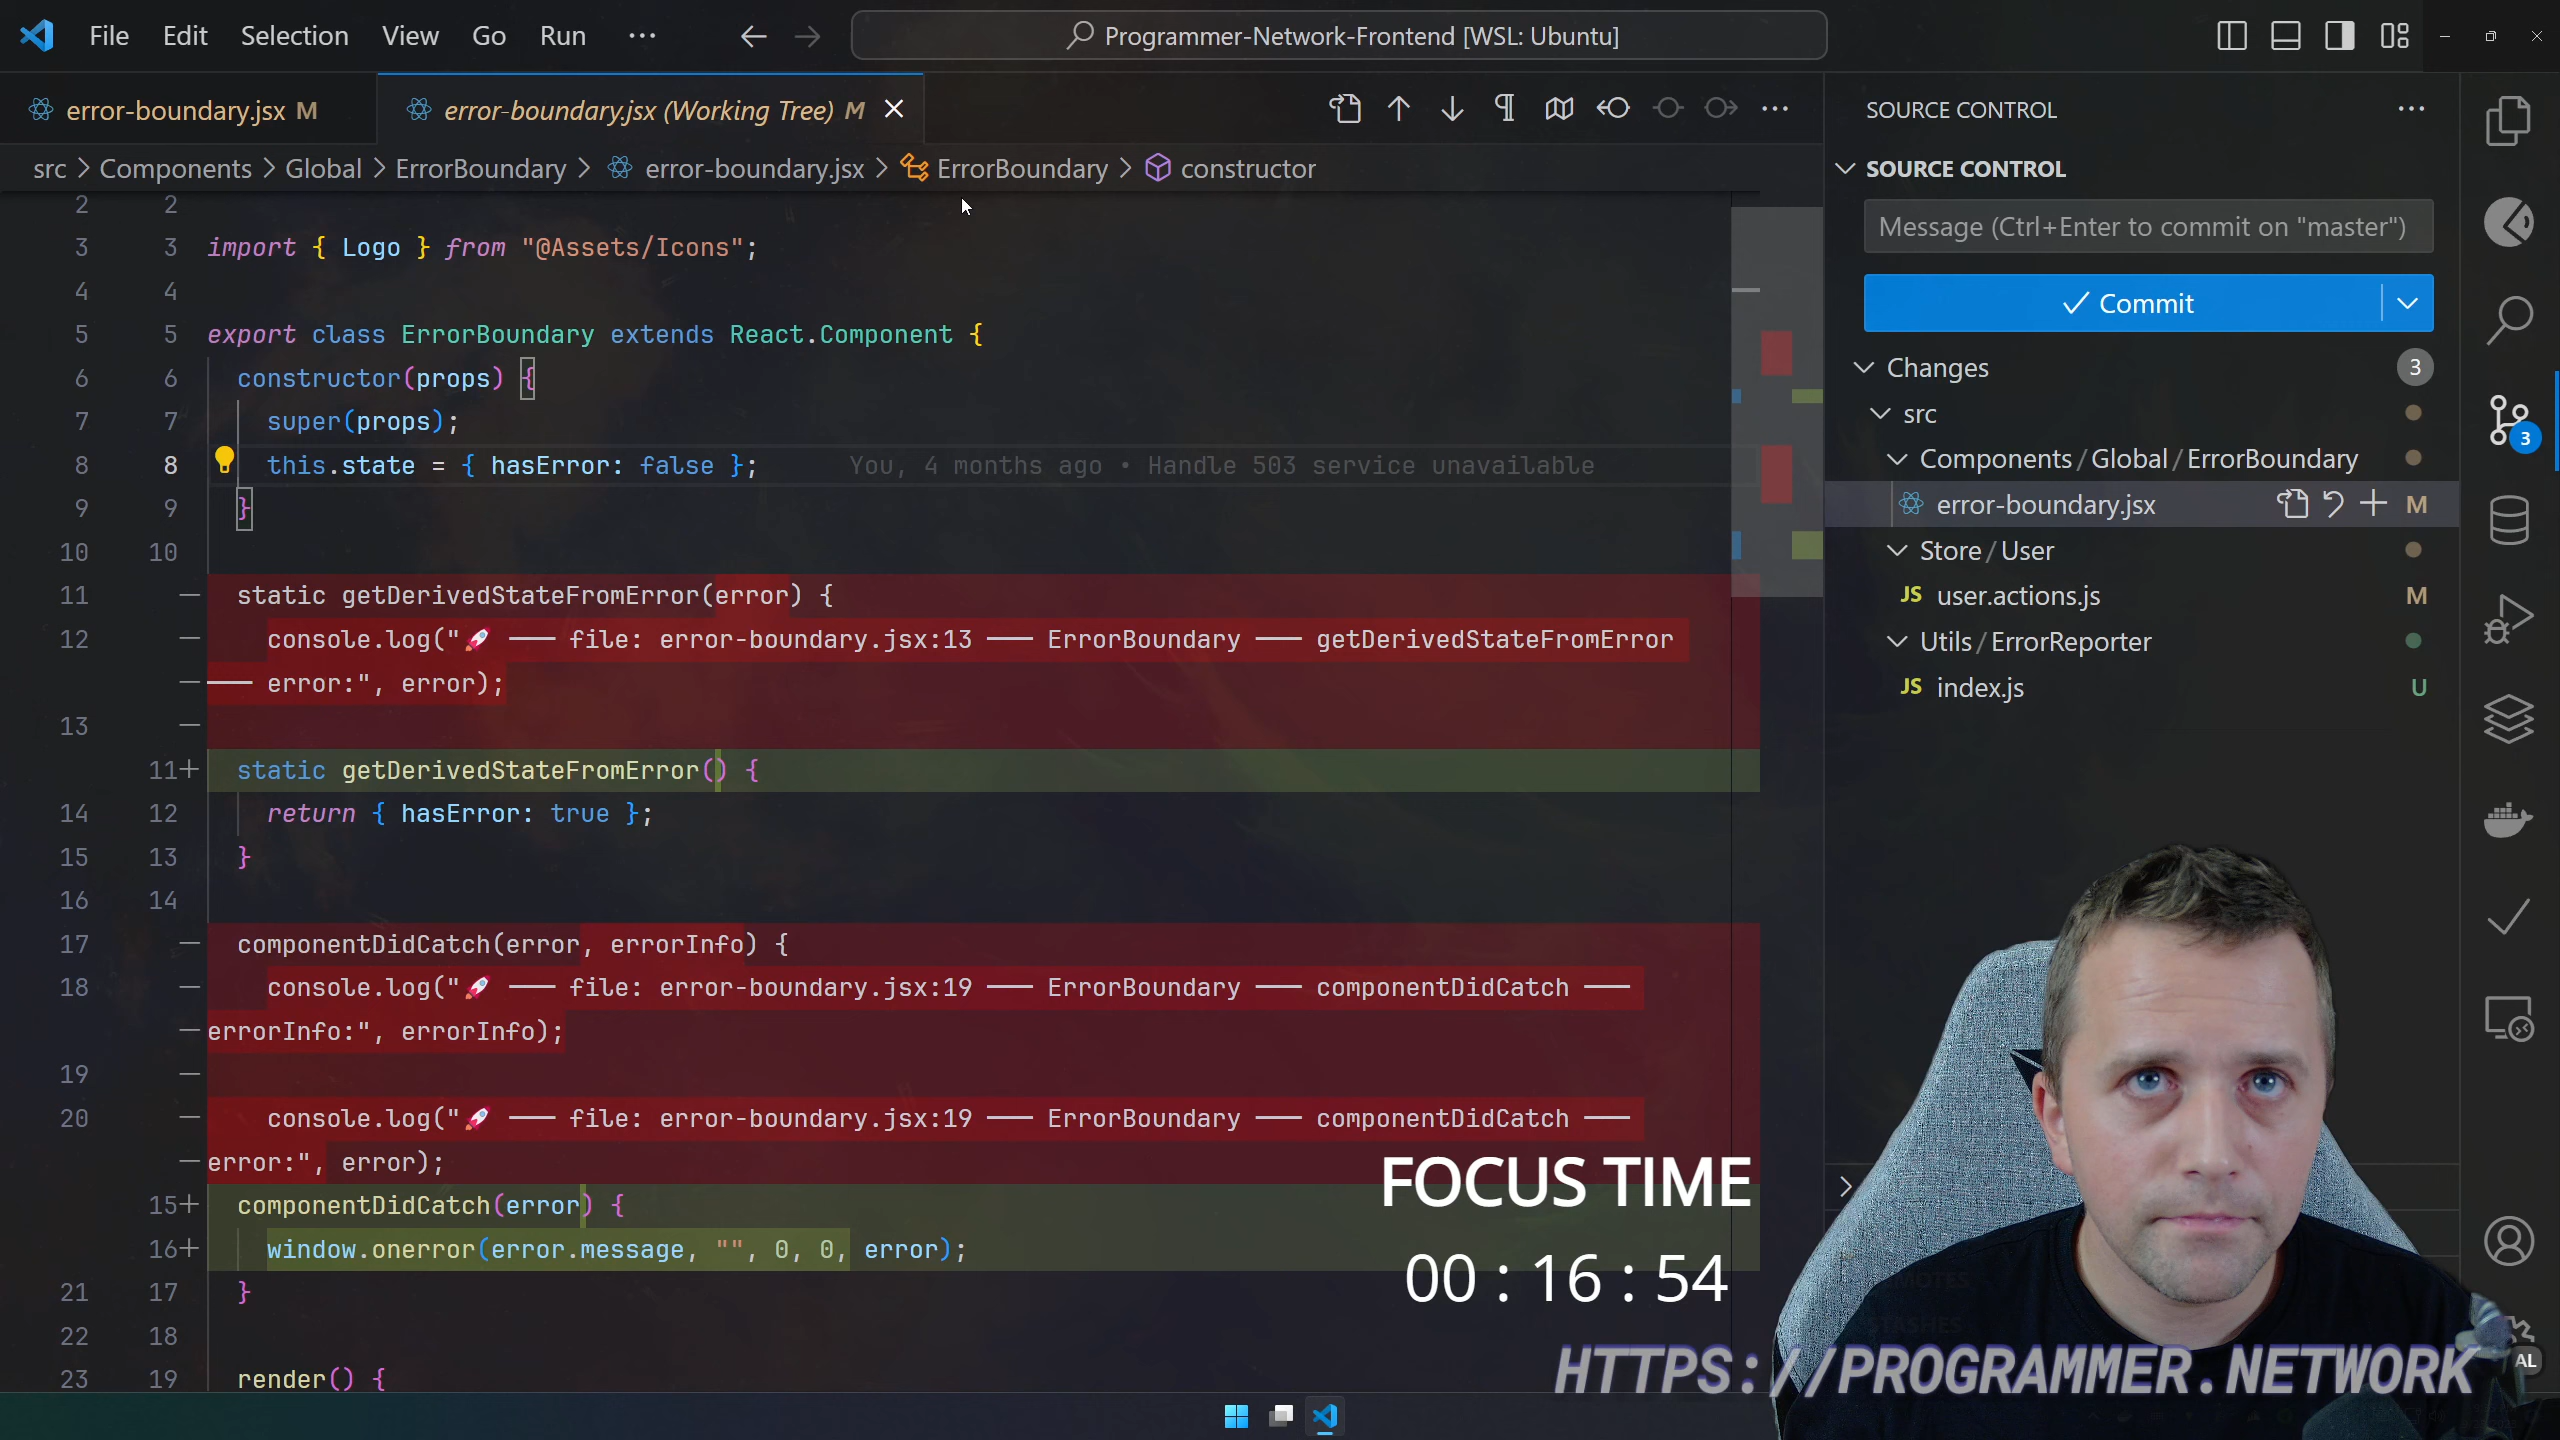 File Edit Selection View Go Run ... Programmer-Network-Frontend [WSL: Ubuntu]
error-boundary.jsx M error-boundary.jsx (Working Tree) M
src > Components > Global > ErrorBoundary > error-boundary.jsx > ErrorBoundary > constructor
2 2
3 3 import { Logo } from "@Assets/Icons";
4 4
5 5 export class ErrorBoundary extends React.Component {
6 6 constructor(props) {
7 7 super(props);
8 8 this.state = { hasError: false }; You, 4 months ago • Handle 503 service unavailable
9 9 }
10 10
11 — static getDerivedStateFromError(error) {
12 — console.log("🚀 —— file: error-boundary.jsx:13 —— ErrorBoundary —— getDerivedStateFromError
— —— error:", error);
13 —
11+ static getDerivedStateFromError() {
14 12 return { hasError: true };
15 13 }
16 14
17 — componentDidCatch(error, errorInfo) {
18 — console.log("🚀 —— file: error-boundary.jsx:19 —— ErrorBoundary —— componentDidCatch ——
— errorInfo:", errorInfo);
19 —
20 — console.log("🚀 —— file: error-boundary.jsx:19 —— ErrorBoundary —— componentDidCatch ——
— error:", error);
15+ componentDidCatch(error) {
16+ window.onerror(error.message, "", 0, 0, error);
21 17 }
22 18
23 19 render() {
SOURCE CONTROL
SOURCE CONTROL
Message (Ctrl+Enter to commit on "master")
Commit
Changes 3
src
Components / Global / ErrorBoundary
error-boundary.jsx M
Store / User
user.actions.js M
Utils / ErrorReporter
index.js U
3
FOCUS TIME
00 : 16 : 54
HTTPS://PROGRAMMER.NETWORK
AL